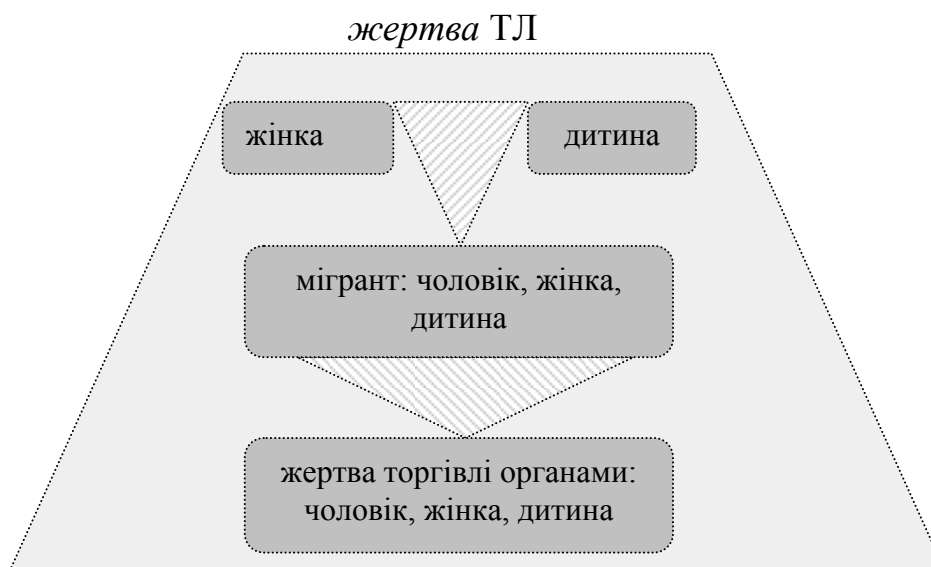 жертва ТЛ
жінка
дитина
мігрант: чоловік, жінка,
дитина
жертва торгівлі органами:
чоловік, жінка, дитина